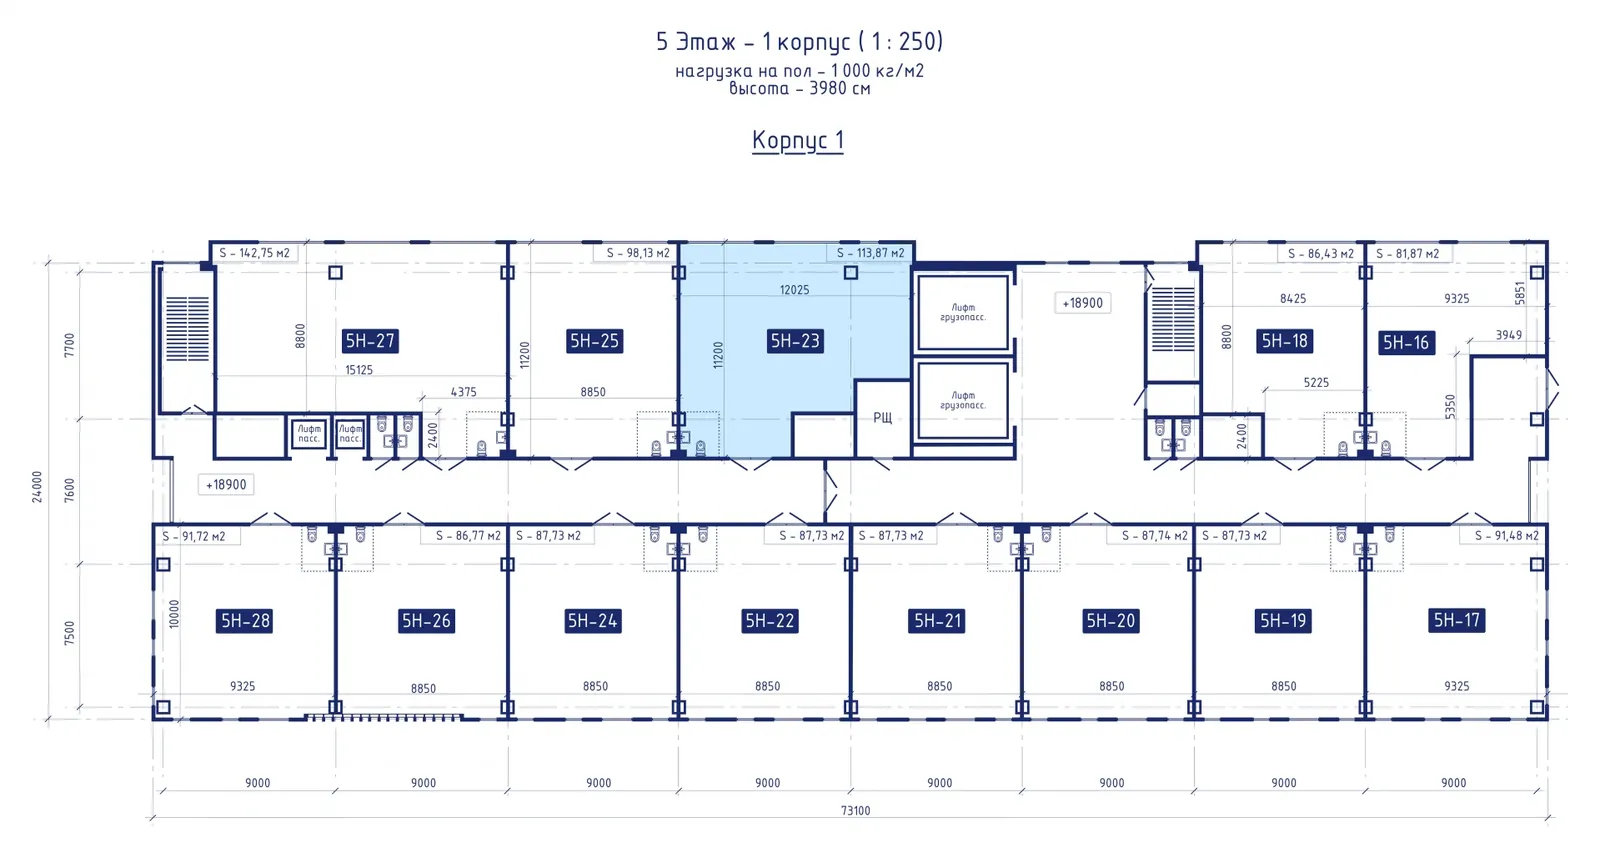 5 Этаж – 1 корпус ( 1 : 250)
нагрузка на пол – 1 000 кг/м2
высота – 3980 см
Корпус 1
S – 142,75 м2
S – 98,13 м2
S – 113,87 м2
S – 86,43 м2
S – 81,87 м2
12025
+18900
8425
9325
5851
Лифт
грузопасс.
7700
8800
5Н-27
11200
5Н-25
11200
5Н-23
8800
5Н-18
5Н-16
3949
15125
4375
8850
5225
5350
Лифт
грузопасс.
РЩ
Лифт
пасс.
Лифт
пасс.
2400
2400
24000
7600
+18900
S – 91,72 м2
S – 86,77 м2
S – 87,73 м2
S – 87,73 м2
S – 87,73 м2
S – 87,74 м2
S – 87,73 м2
S – 91,48 м2
7500
10000
5Н-28
5Н-26
5Н-24
5Н-22
5Н-21
5Н-20
5Н-19
5Н-17
9325
8850
8850
8850
8850
8850
8850
9325
9000
9000
9000
9000
9000
9000
9000
9000
73100